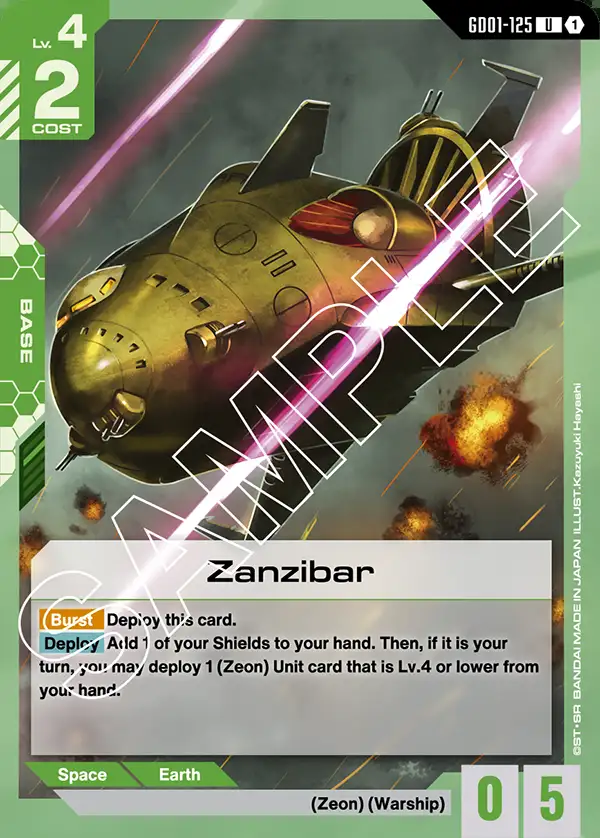 GD01-125 U 1
Lv. 4
2
COST
BASE
SAMPLE
Zanzibar
Burst Deploy this card.
Deploy Add 1 of your Shields to your hand. Then, if it is your
turn, you may deploy 1 (Zeon) Unit card that is Lv.4 or lower from
your hand.
Space Earth
(Zeon) (Warship)
0 5
©ST・SR BANDAI MADE IN JAPAN ILLUST.Kazuyuki Hayashi